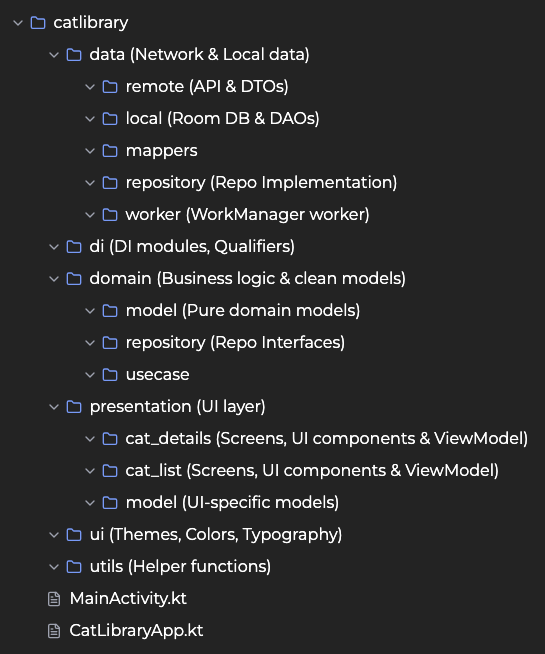 catlibrary
data (Network & Local data)
remote (API & DTOs)
local (Room DB & DAOs)
mappers
repository (Repo Implementation)
worker (WorkManager worker)
di (DI modules, Qualifiers)
domain (Business logic & clean models)
model (Pure domain models)
repository (Repo Interfaces)
usecase
presentation (UI layer)
cat_details (Screens, UI components & ViewModel)
cat_list (Screens, UI components & ViewModel)
model (UI-specific models)
ui (Themes, Colors, Typography)
utils (Helper functions)
MainActivity.kt
CatLibraryApp.kt